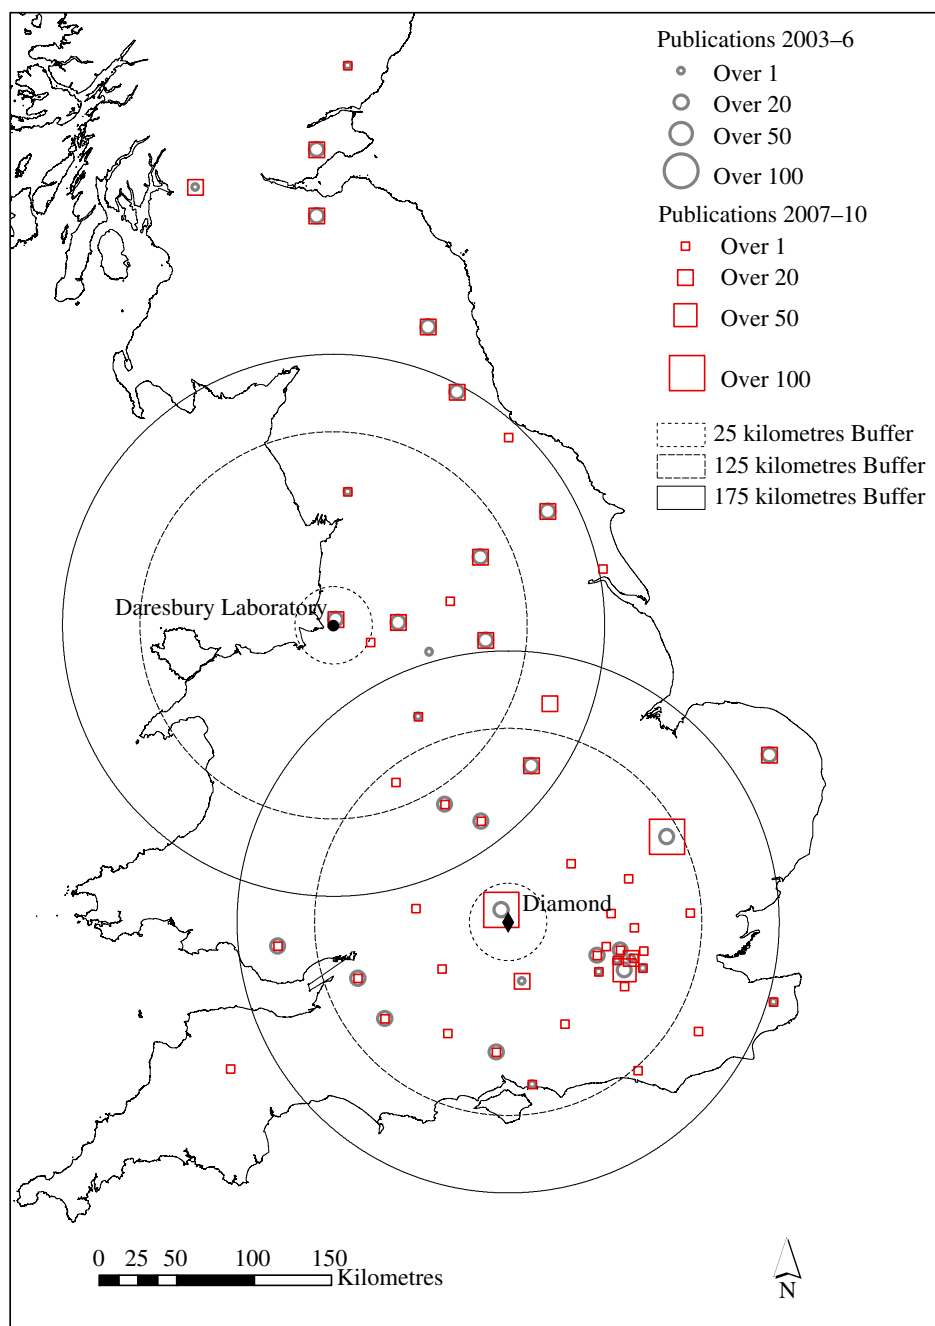 Publications 2003–6
Over 1
Over 20
Over 50
Over 100
Publications 2007–10
Over 1
Over 20
Over 50
Over 100
25 kilometres Buffer
125 kilometres Buffer
175 kilometres Buffer
Daresbury Laboratory
Diamond
0 25 50 100 150
Kilometres
N